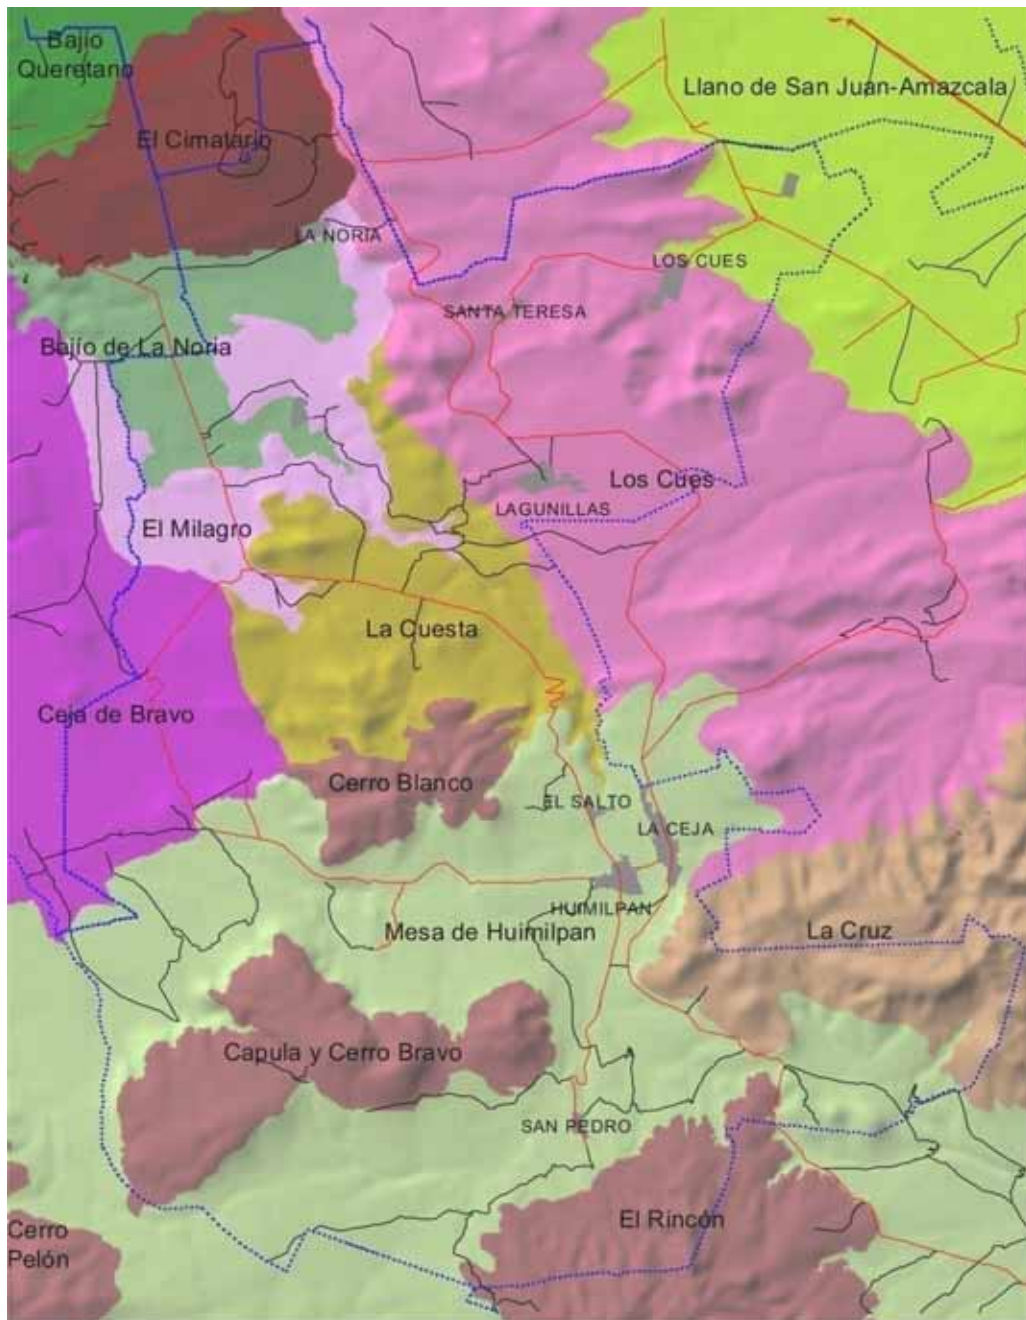 Bajío
Queretano
Llano de San Juan-Amazcala
El Cimatario
LA NORIA
LOS CUES
SANTA TERESA
Bajío de La Noria
Los Cues
LAGUNILLAS
El Milagro
La Cuesta
Ceja de Bravo
Cerro Blanco
EL SALTO
LA CEJA
HUIMILPAN
Mesa de Huimilpan
La Cruz
Capula y Cerro Bravo
SAN PEDRO
El Rincón
Cerro
Pelón